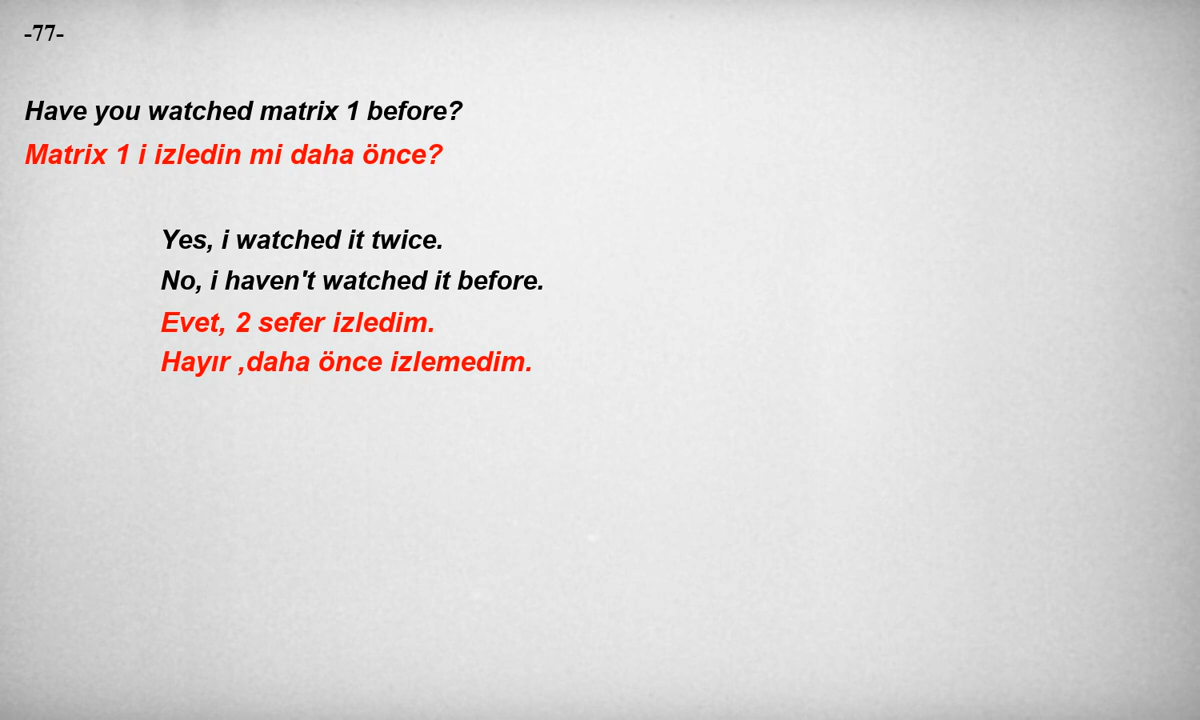 -77-
Have you watched matrix 1 before?
Matrix 1 i izledin mi daha önce?
Yes, i watched it twice.
No, i haven't watched it before.
Evet, 2 sefer izledim.
Hayır ,daha önce izlemedim.